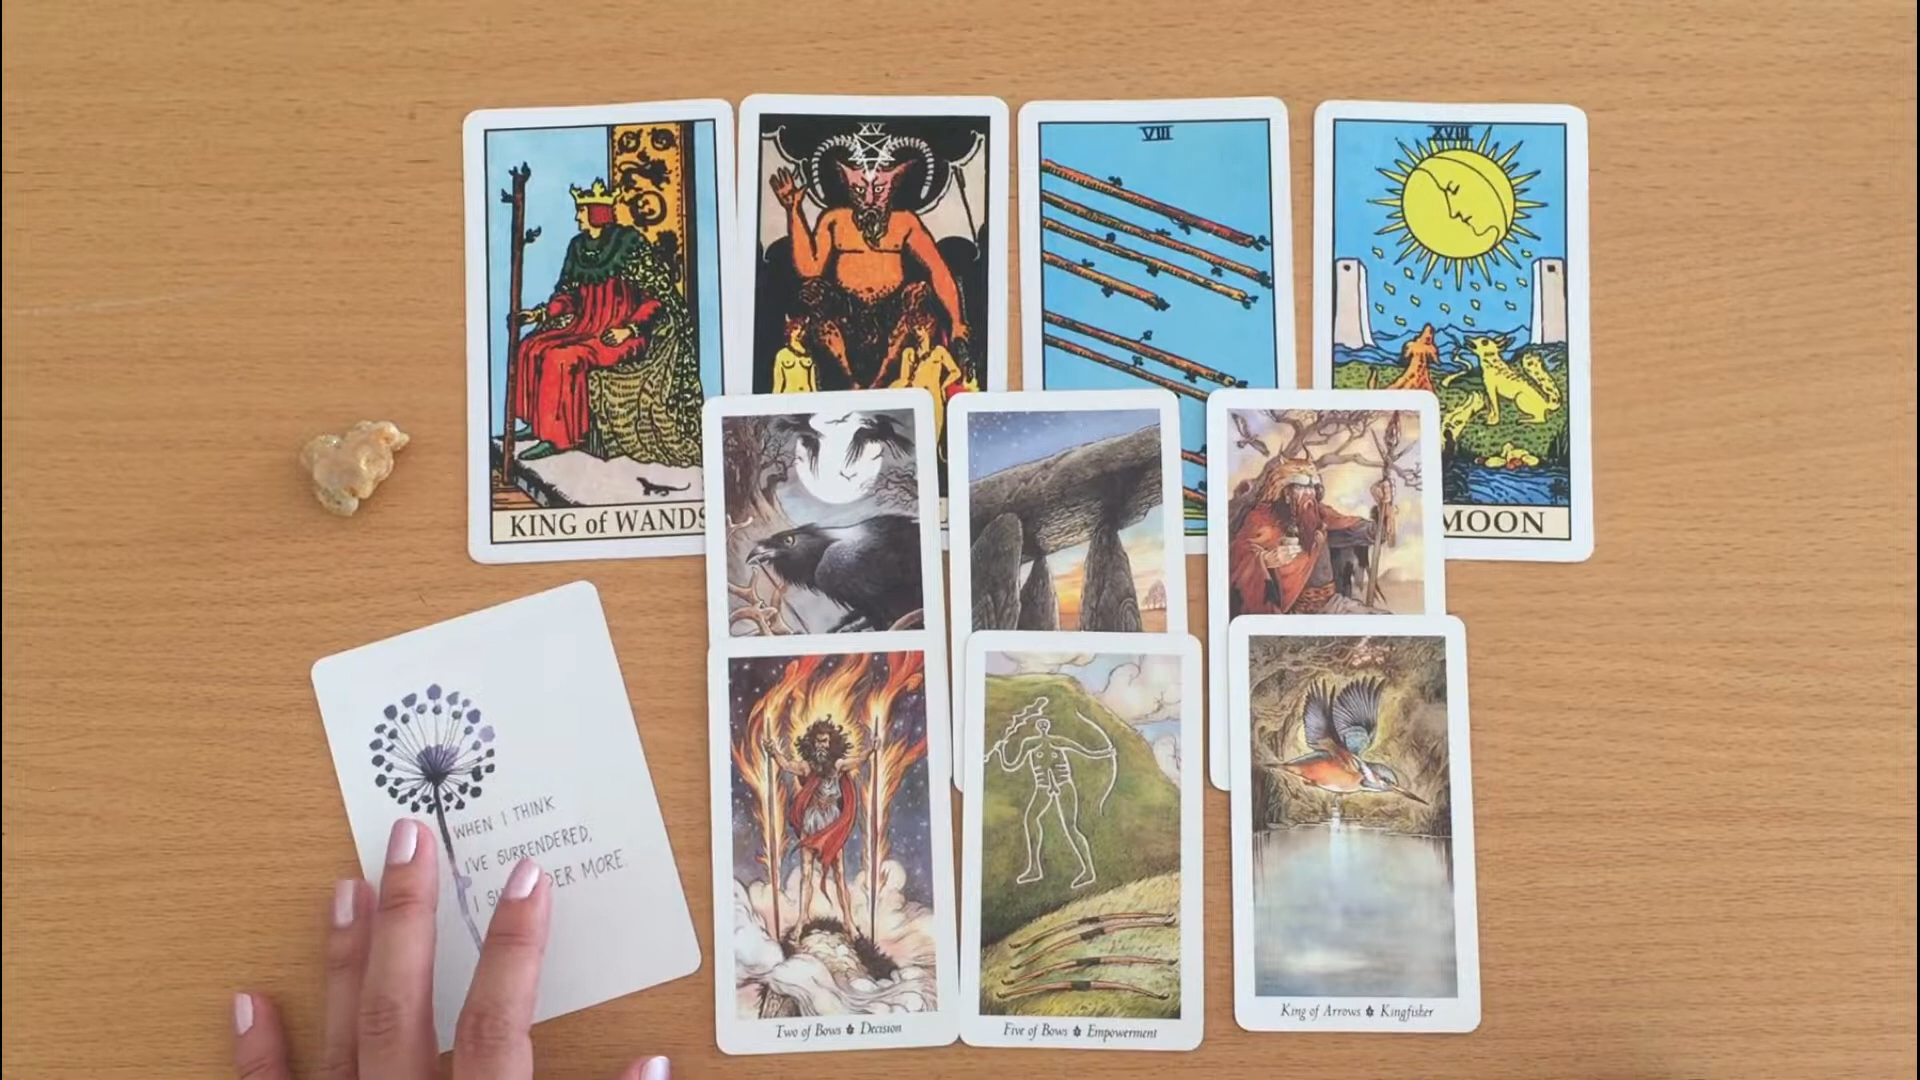 XV
VIII
XVIII
KING of WANDS
MOON
WHEN I THINK
I'VE SURRENDERED,
I MORE.
Two of Bows Decision
Five of Bows Empowerment
King of Arrows Kingfisher